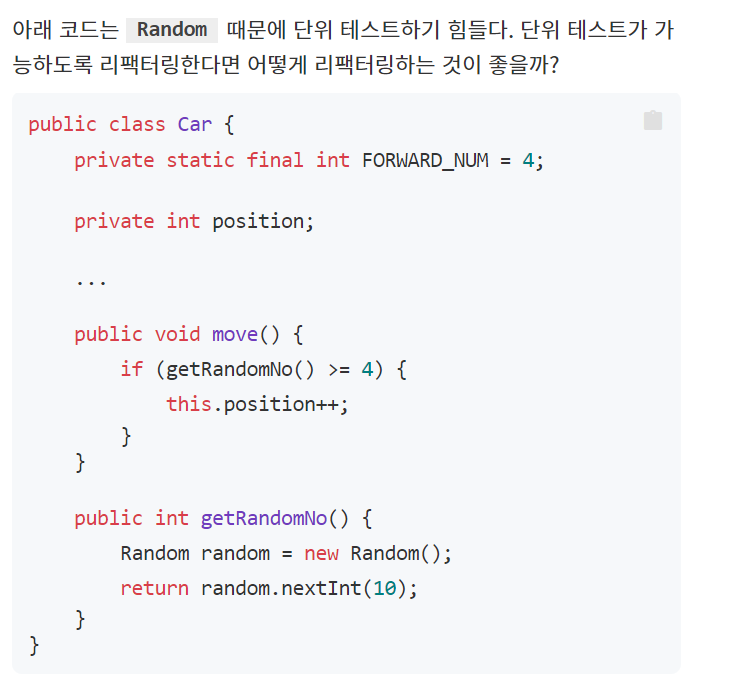 아래 코드는 Random 때문에 단위 테스트하기 힘들다. 단위 테스트가 가
능하도록 리팩터링한다면 어떻게 리팩터링하는 것이 좋을까?
public class Car {
    private static final int FORWARD_NUM = 4;
    private int position;
    ...
    public void move() {
        if (getRandomNo() >= 4) {
            this.position++;
        }
    }
    public int getRandomNo() {
        Random random = new Random();
        return random.nextInt(10);
    }
}